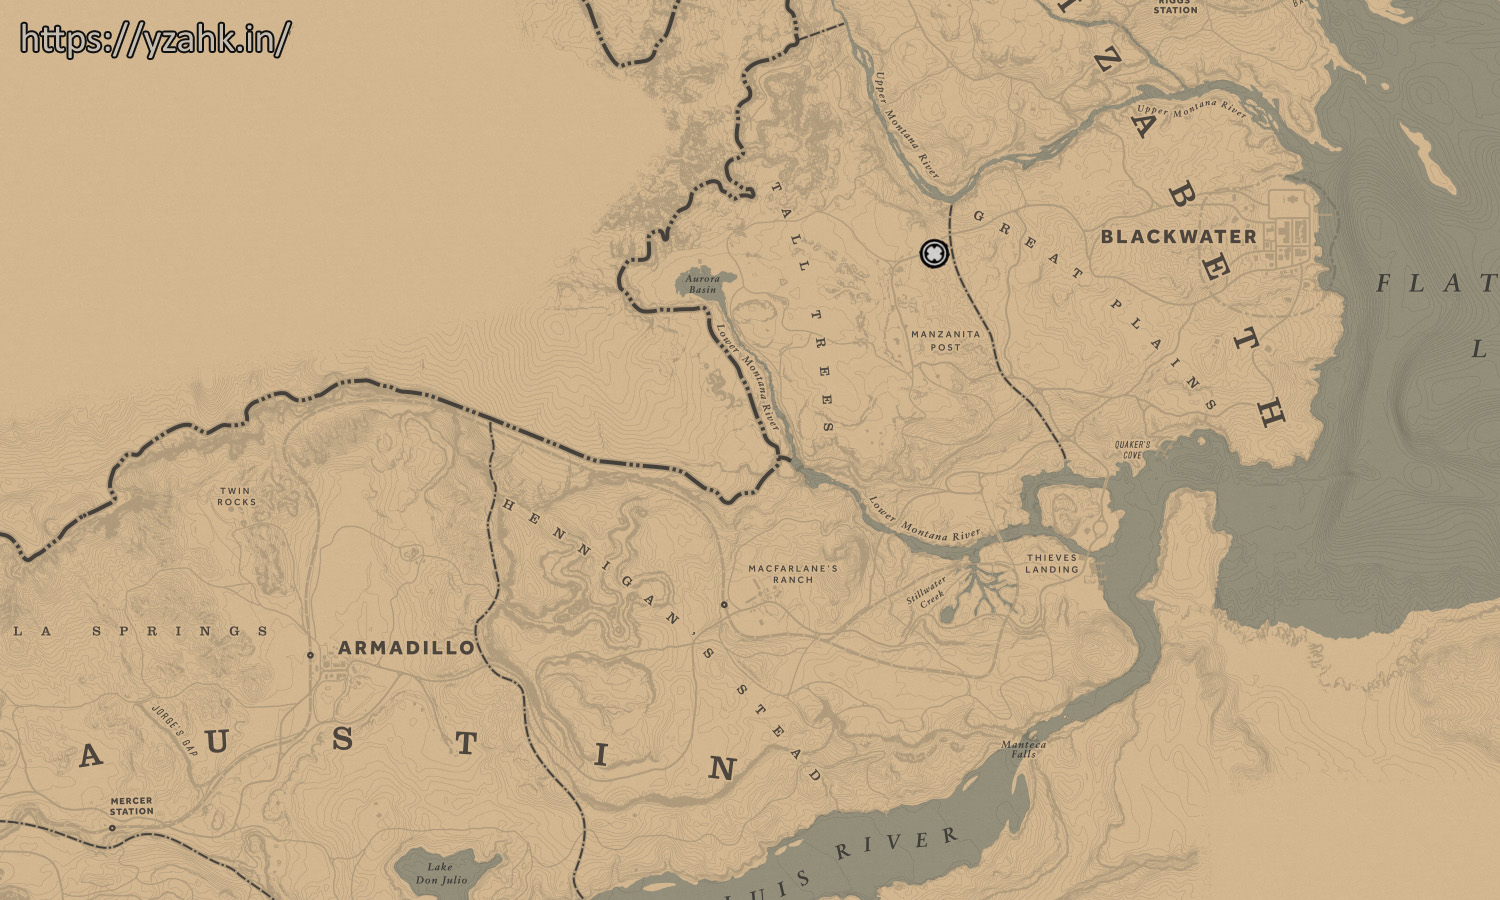 https://yzahk.in/
RIGGS
STATION
Z
A
B
E
T
H
Upper Montana River
Upper Montana River
TALL TREES
GREAT PLAINS
BLACKWATER
FLAT
L
Aurora
Basin
MANZANITA
POST
Lower Montana River
QUAKER'S
COVE
TWIN
ROCKS
HENNIGAN'S STEAD
Lower Montana River
MACFARLANE'S
RANCH
THIEVES
LANDING
Stillwater
Creek
LA SPRINGS
ARMADILLO
JORGE'S GAP
AUSTIN
Manteca
Falls
MERCER
STATION
Lake
Don Julio
LUIS RIVER